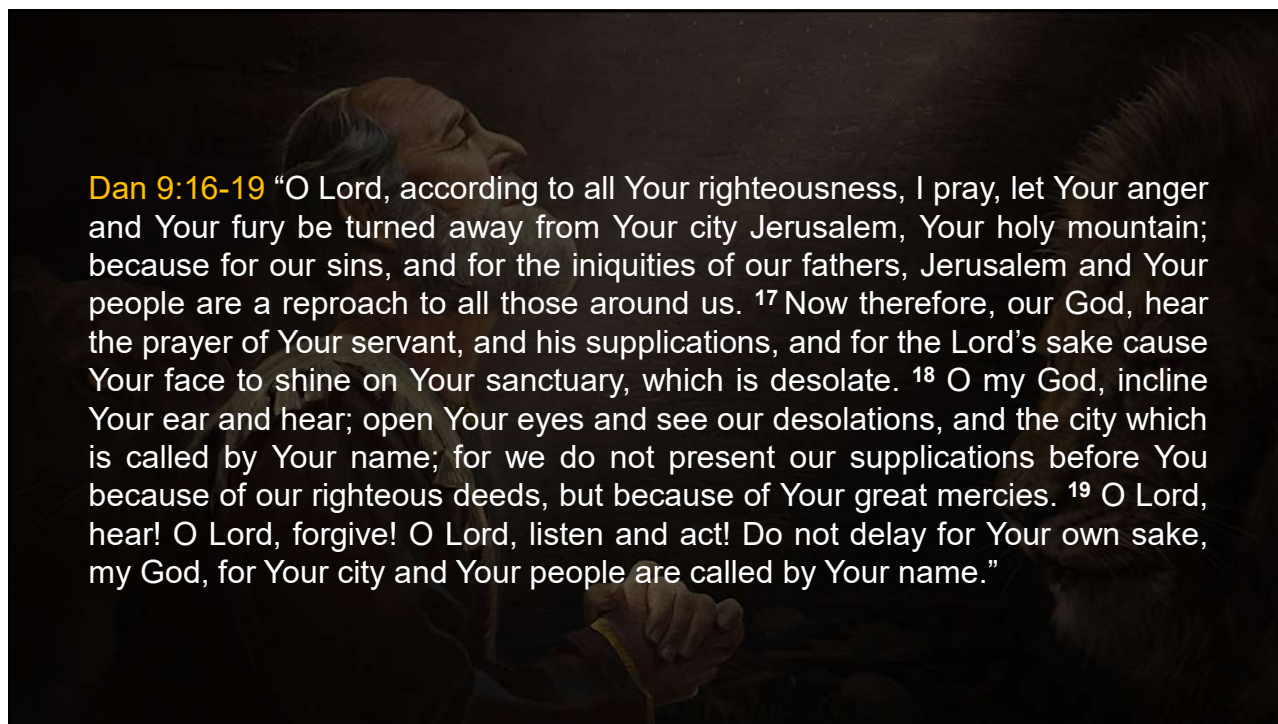 Dan 9:16-19 “O Lord, according to all Your righteousness, I pray, let Your anger
and Your fury be turned away from Your city Jerusalem, Your holy mountain;
because for our sins, and for the iniquities of our fathers, Jerusalem and Your
people are a reproach to all those around us. 17 Now therefore, our God, hear
the prayer of Your servant, and his supplications, and for the Lord’s sake cause
Your face to shine on Your sanctuary, which is desolate. 18 O my God, incline
Your ear and hear; open Your eyes and see our desolations, and the city which
is called by Your name; for we do not present our supplications before You
because of our righteous deeds, but because of Your great mercies. 19 O Lord,
hear! O Lord, forgive! O Lord, listen and act! Do not delay for Your own sake,
my God, for Your city and Your people are called by Your name.”